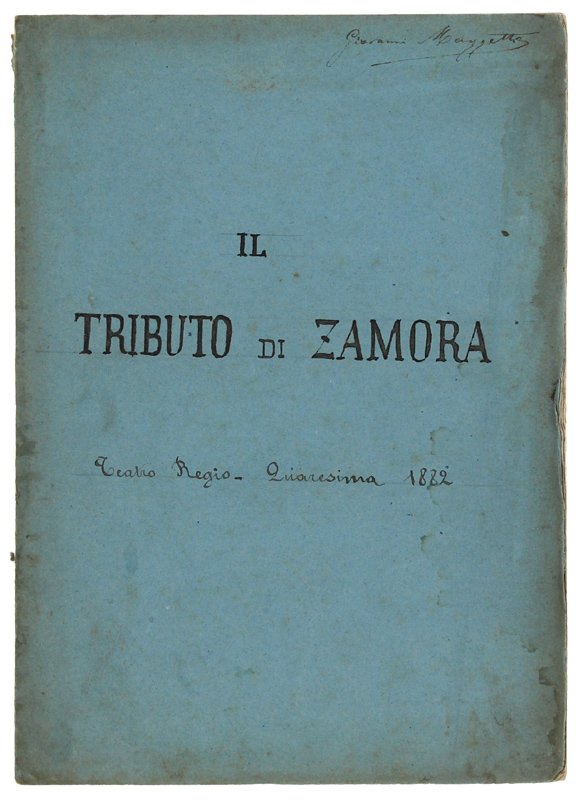 Giovanni Mazzetta
IL
TRIBUTO DI ZAMORA
Teatro Regio - Quaresima 1882